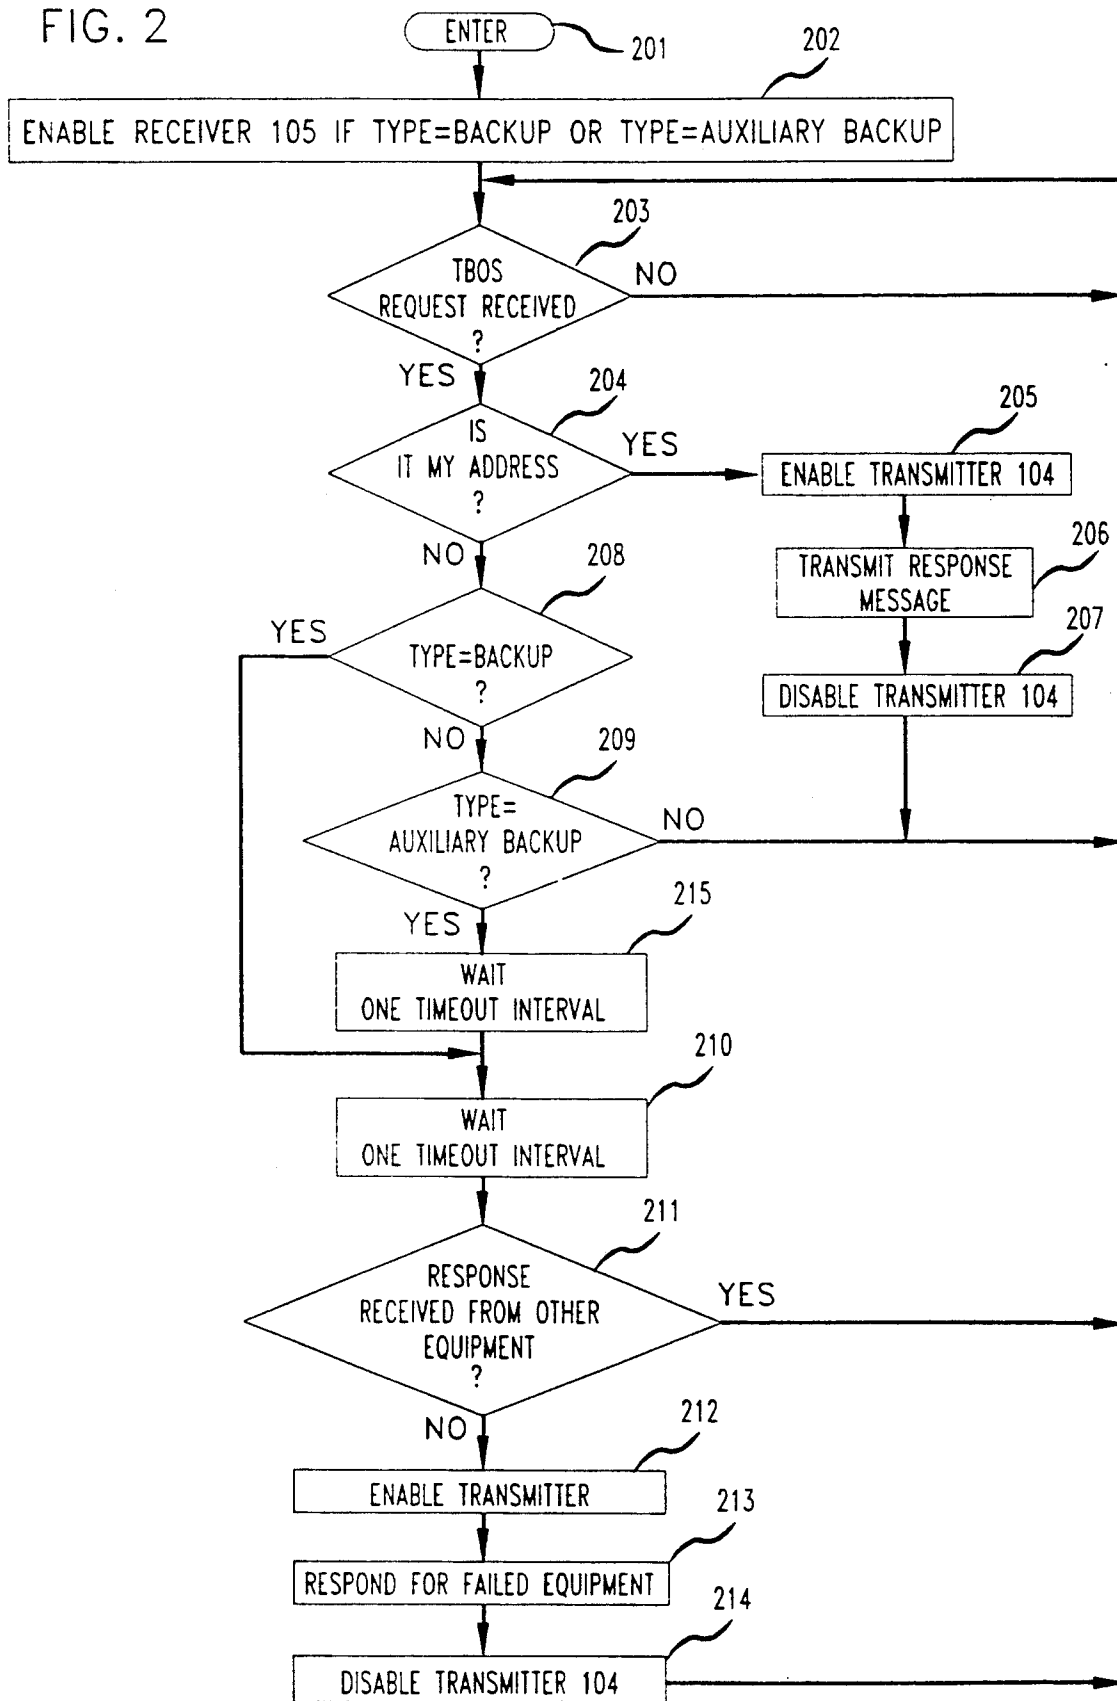 FIG. 2
ENTER
201
202
ENABLE RECEIVER 105 IF TYPE=BACKUP OR TYPE=AUXILIARY BACKUP
203
TBOS
REQUEST RECEIVED
?
NO
YES
204
IS
IT MY ADDRESS
?
YES
205
ENABLE TRANSMITTER 104
NO
206
TRANSMIT RESPONSE
MESSAGE
208
207
YES
TYPE=BACKUP
?
DISABLE TRANSMITTER 104
NO
209
TYPE=
AUXILIARY BACKUP
?
NO
YES
215
WAIT
ONE TIMEOUT INTERVAL
210
WAIT
ONE TIMEOUT INTERVAL
211
RESPONSE
RECEIVED FROM OTHER
EQUIPMENT
?
YES
NO
212
ENABLE TRANSMITTER
213
RESPOND FOR FAILED EQUIPMENT
214
DISABLE TRANSMITTER 104